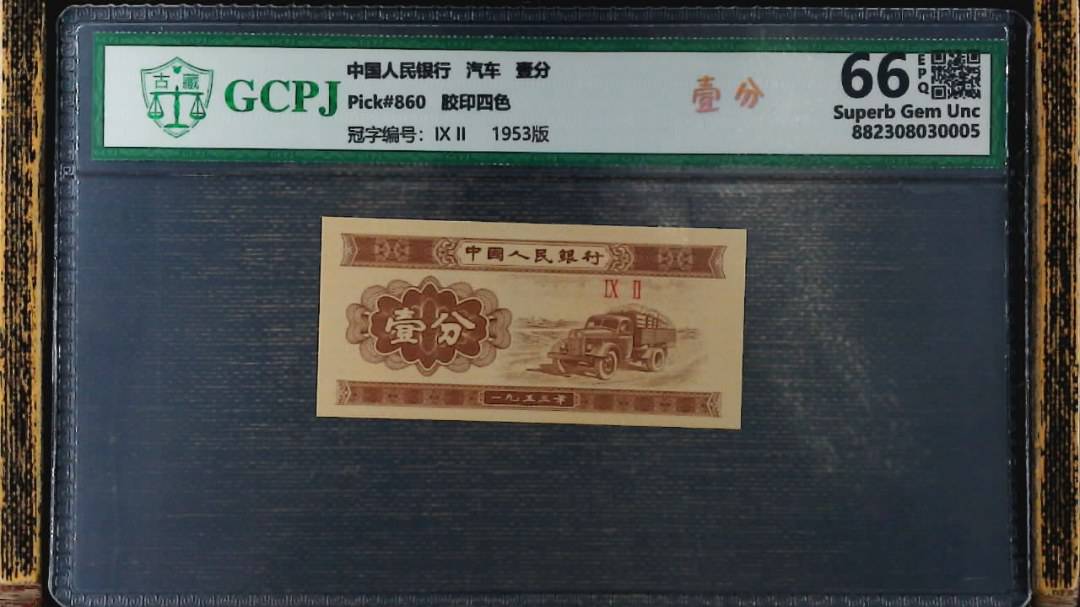 古藏
GCPJ
中国人民银行 汽车 壹分
Pick#860 胶印四色
冠字编号：IX II 1953版
壹分
66
EPQ
Superb Gem Unc
882308030005
中國人民銀行
IX II
壹分
一九五三年